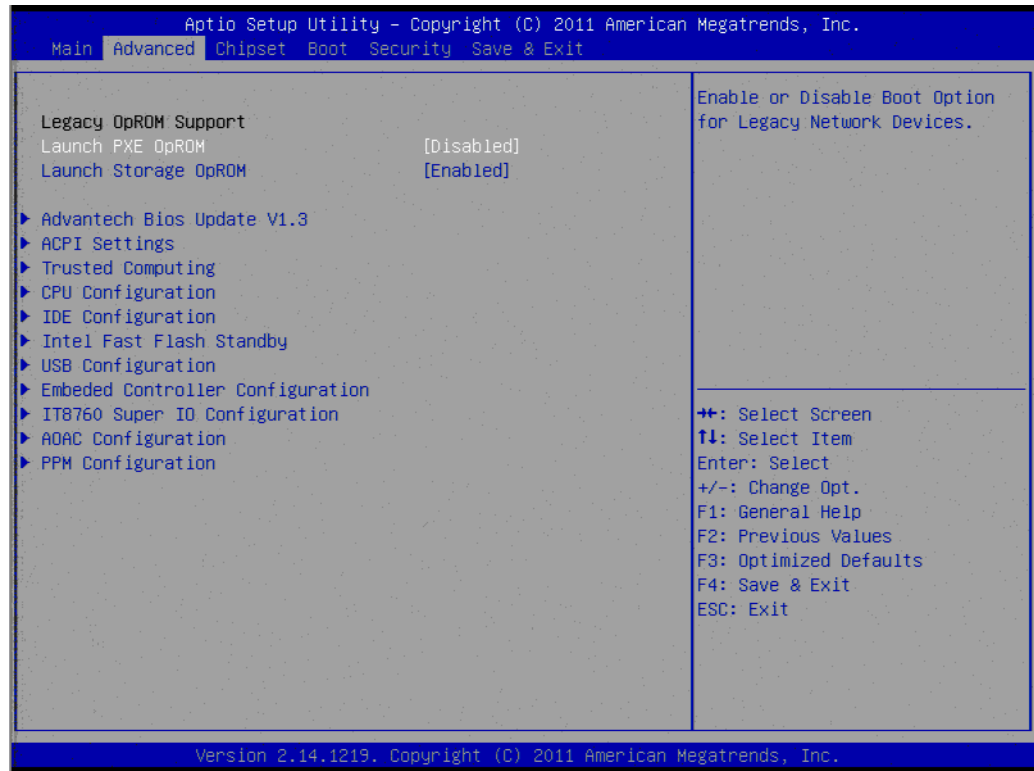 Aptio Setup Utility – Copyright (C) 2011 American Megatrends, Inc.
Main Advanced Chipset Boot Security Save & Exit
Legacy OpROM Support
Launch PXE OpROM [Disabled]
Launch Storage OpROM [Enabled]
Advantech Bios Update V1.3
ACPI Settings
Trusted Computing
CPU Configuration
IDE Configuration
Intel Fast Flash Standby
USB Configuration
Embeded Controller Configuration
IT8760 Super IO Configuration
AOAC Configuration
PPM Configuration
Enable or Disable Boot Option
for Legacy Network Devices.
→←: Select Screen
↑↓: Select Item
Enter: Select
+/-: Change Opt.
F1: General Help
F2: Previous Values
F3: Optimized Defaults
F4: Save & Exit
ESC: Exit
Version 2.14.1219. Copyright (C) 2011 American Megatrends, Inc.